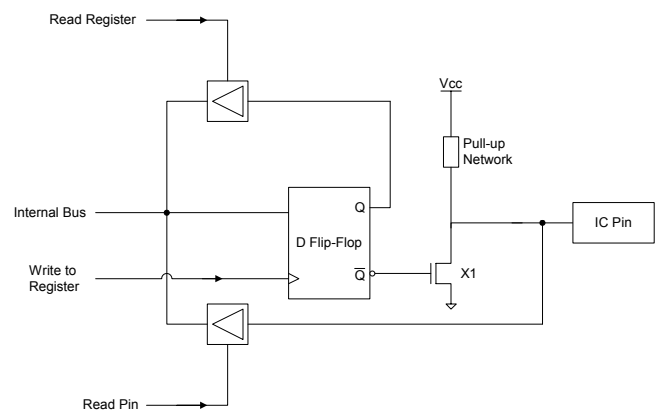 Read Register
Vcc
Pull-up
Network
Internal Bus
Q
D Flip-Flop
IC Pin
Write to
Register
Q̅
X1
Read Pin